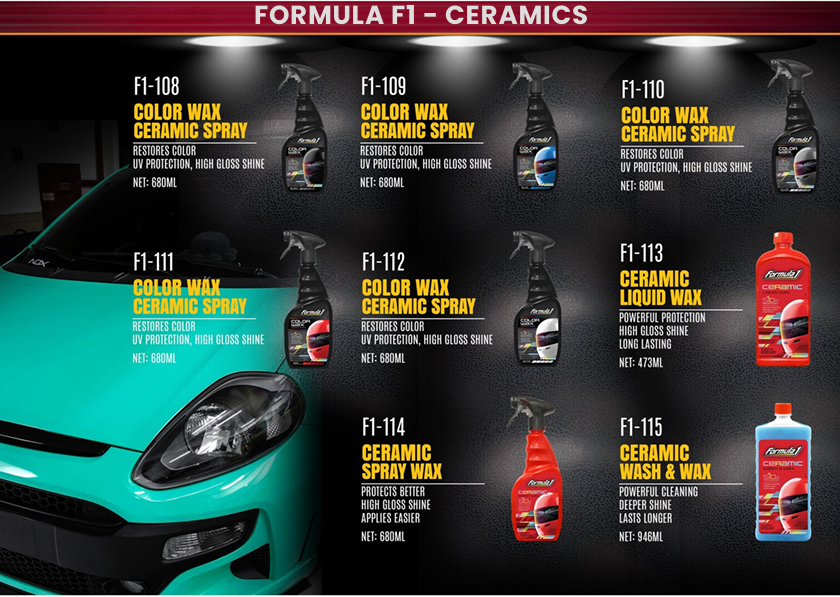 FORMULA F1 - CERAMICS
F1-108
COLOR WAX
CERAMIC SPRAY
RESTORES COLOR
UV PROTECTION, HIGH GLOSS SHINE
NET: 680ML
F1-109
COLOR WAX
CERAMIC SPRAY
RESTORES COLOR
UV PROTECTION, HIGH GLOSS SHINE
NET: 680ML
F1-110
COLOR WAX
CERAMIC SPRAY
RESTORES COLOR
UV PROTECTION, HIGH GLOSS SHINE
NET: 680ML
F1-111
COLOR WAX
CERAMIC SPRAY
RESTORES COLOR
UV PROTECTION, HIGH GLOSS SHINE
NET: 680ML
F1-112
COLOR WAX
CERAMIC SPRAY
RESTORES COLOR
UV PROTECTION, HIGH GLOSS SHINE
NET: 680ML
F1-113
CERAMIC
LIQUID WAX
POWERFUL PROTECTION
HIGH GLOSS SHINE
LONG LASTING
NET: 473ML
Formula1
CERAMIC
F1-114
CERAMIC
SPRAY WAX
PROTECTS BETTER
HIGH GLOSS SHINE
APPLIES EASIER
NET: 680ML
Formula1
CERAMIC
F1-115
CERAMIC
WASH & WAX
POWERFUL CLEANING
DEEPER SHINE
LASTS LONGER
NET: 946ML
Formula1
CERAMIC